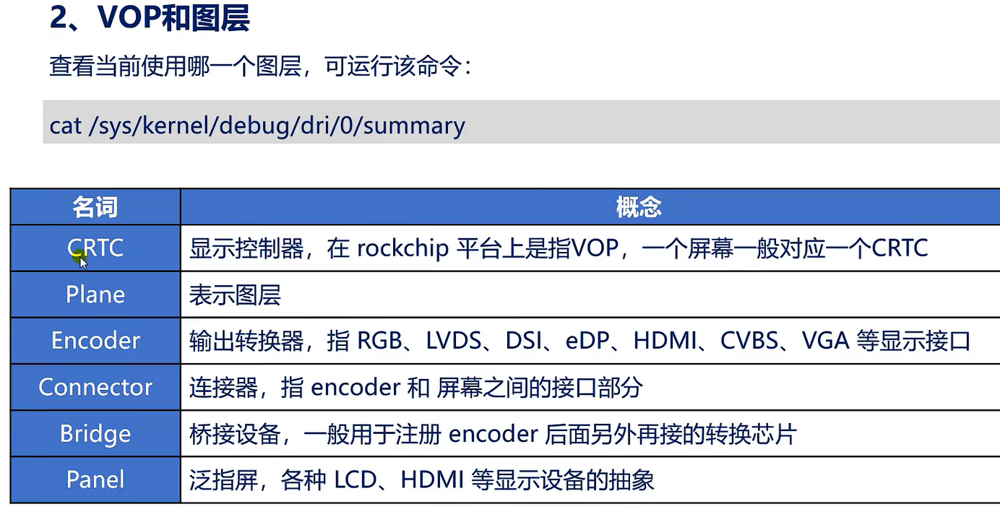 2、VOP和图层
查看当前使用哪一个图层，可运行该命令：
cat /sys/kernel/debug/dri/0/summary
名词 概念
CRTC 显示控制器，在 rockchip 平台上是指VOP，一个屏幕一般对应一个CRTC
Plane 表示图层
Encoder 输出转换器，指 RGB、LVDS、DSI、eDP、HDMI、CVBS、VGA 等显示接口
Connector 连接器，指 encoder 和 屏幕之间的接口部分
Bridge 桥接设备，一般用于注册 encoder 后面另外再接的转换芯片
Panel 泛指屏，各种 LCD、HDMI 等显示设备的抽象